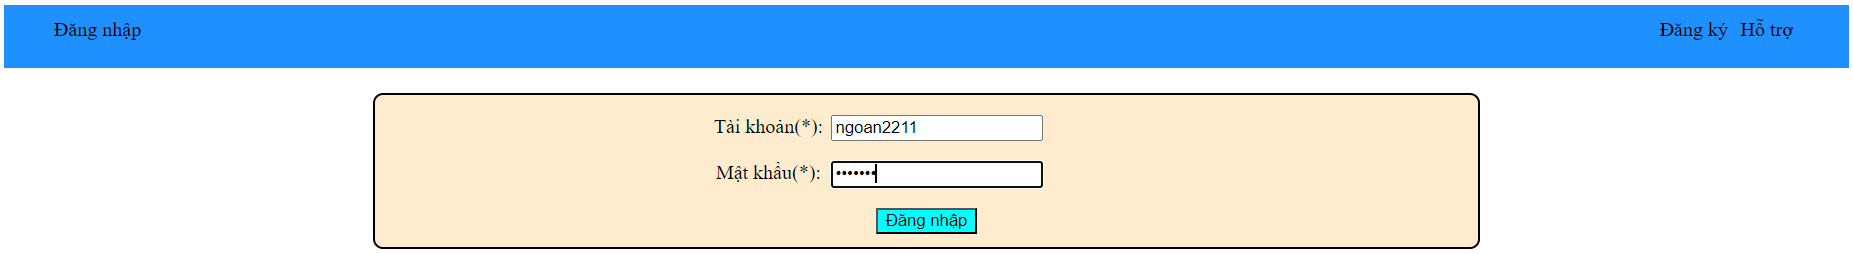 Đăng nhập Đăng ký Hỗ trợ
Tài khoản(*): ngoan2211
Mật khẩu(*): •••••••
Đăng nhập